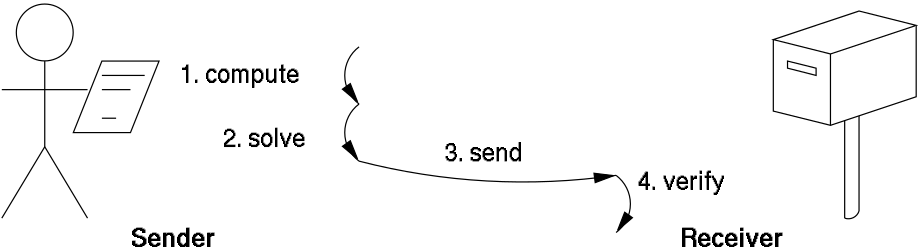 1. compute
2. solve
3. send
4. verify
Sender
Receiver